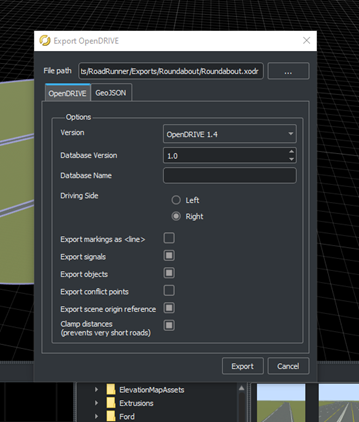 Export OpenDRIVE
File path
ts/RoadRunner/Exports/Roundabout/Roundabout.xodr
...
OpenDRIVE
GeoJSON
Options
Version
OpenDRIVE 1.4
Database Version
1.0
Database Name
Driving Side
Left
Right
Export markings as <line>
Export signals
Export objects
Export conflict points
Export scene origin reference
Clamp distances
(prevents very short roads)
Export
Cancel
ElevationMapAssets
Extrusions
Ford